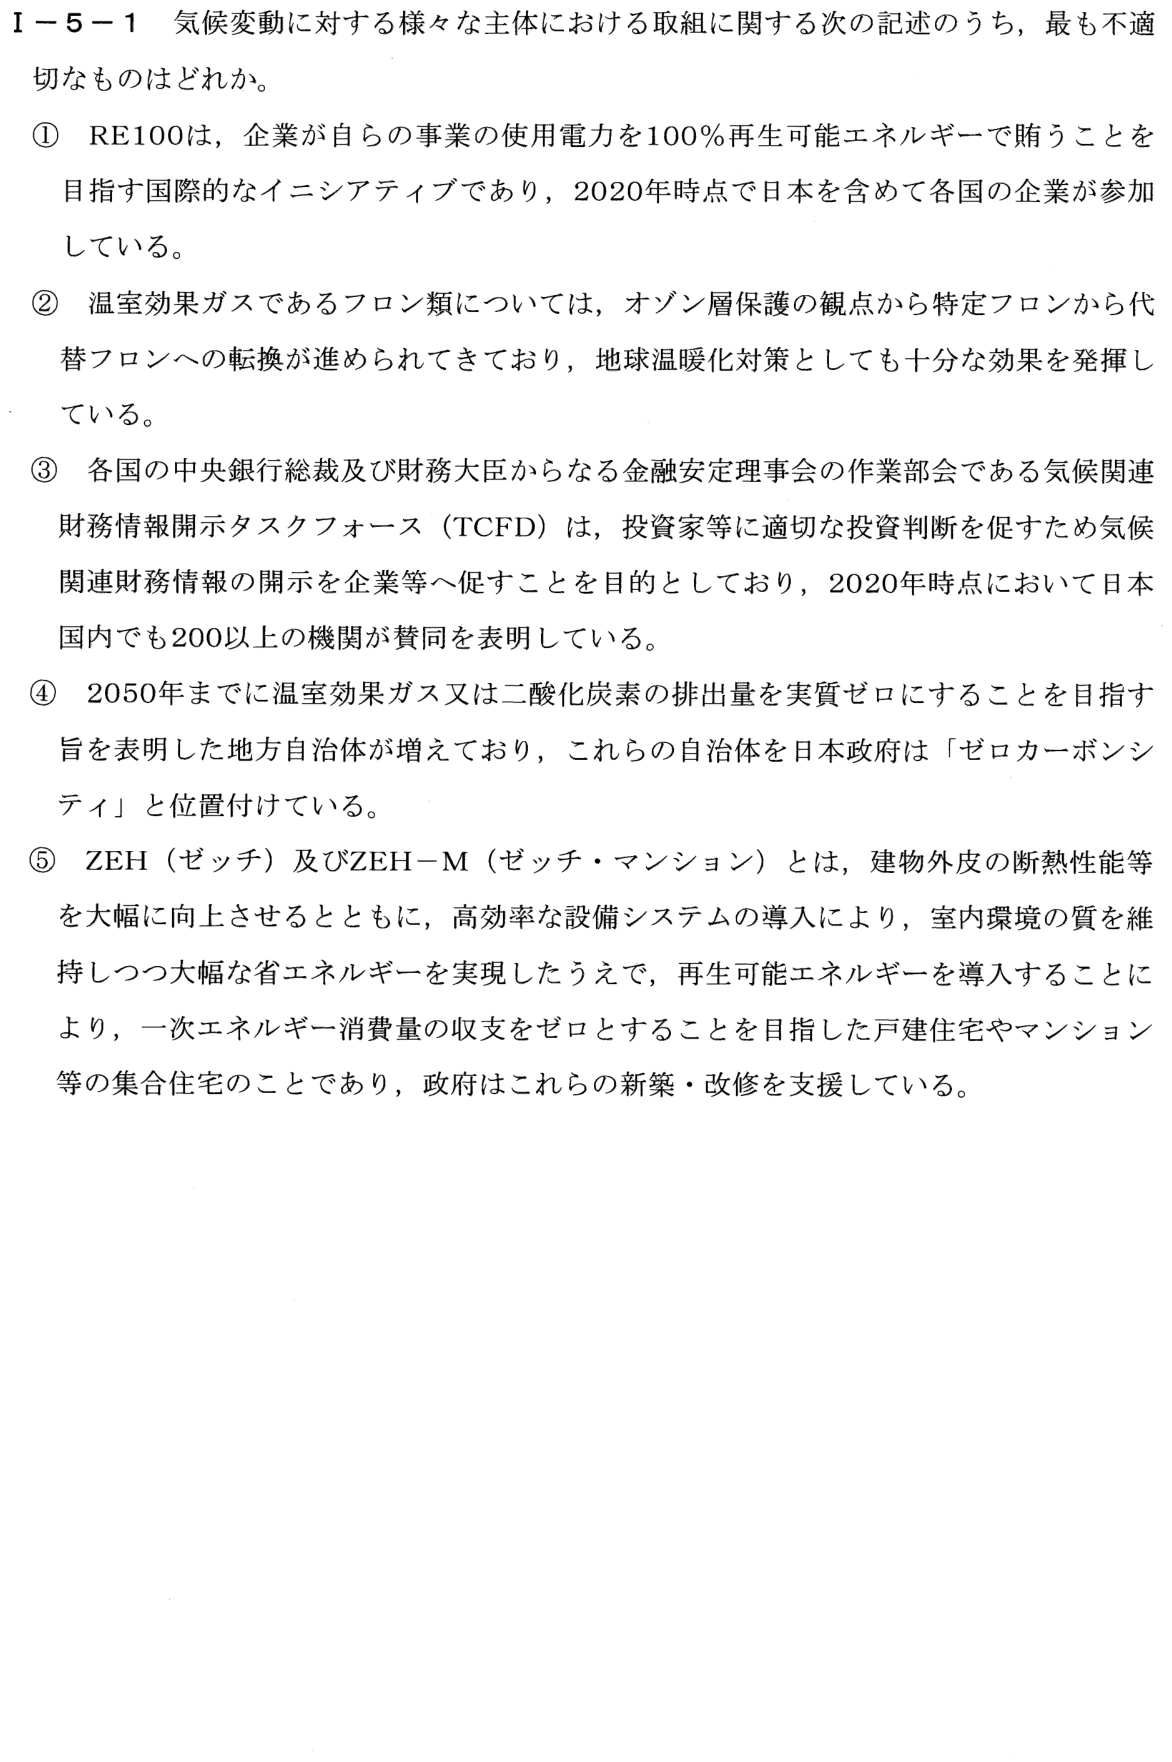 Ⅰ－5－1　気候変動に対する様々な主体における取組に関する次の記述のうち，最も不適
切なものはどれか。
①　RE100は，企業が自らの事業の使用電力を100％再生可能エネルギーで賄うことを
目指す国際的なイニシアティブであり，2020年時点で日本を含めて各国の企業が参加
している。
②　温室効果ガスであるフロン類については，オゾン層保護の観点から特定フロンから代
替フロンへの転換が進められてきており，地球温暖化対策としても十分な効果を発揮し
ている。
③　各国の中央銀行総裁及び財務大臣からなる金融安定理事会の作業部会である気候関連
財務情報開示タスクフォース（TCFD）は，投資家等に適切な投資判断を促すため気候
関連財務情報の開示を企業等へ促すことを目的としており，2020年時点において日本
国内でも200以上の機関が賛同を表明している。
④　2050年までに温室効果ガス又は二酸化炭素の排出量を実質ゼロにすることを目指す
旨を表明した地方自治体が増えており，これらの自治体を日本政府は「ゼロカーボンシ
ティ」と位置付けている。
⑤　ZEH（ゼッチ）及びZEH－M（ゼッチ・マンション）とは，建物外皮の断熱性能等
を大幅に向上させるとともに，高効率な設備システムの導入により，室内環境の質を維
持しつつ大幅な省エネルギーを実現したうえで，再生可能エネルギーを導入することに
より，一次エネルギー消費量の収支をゼロとすることを目指した戸建住宅やマンション
等の集合住宅のことであり，政府はこれらの新築・改修を支援している。